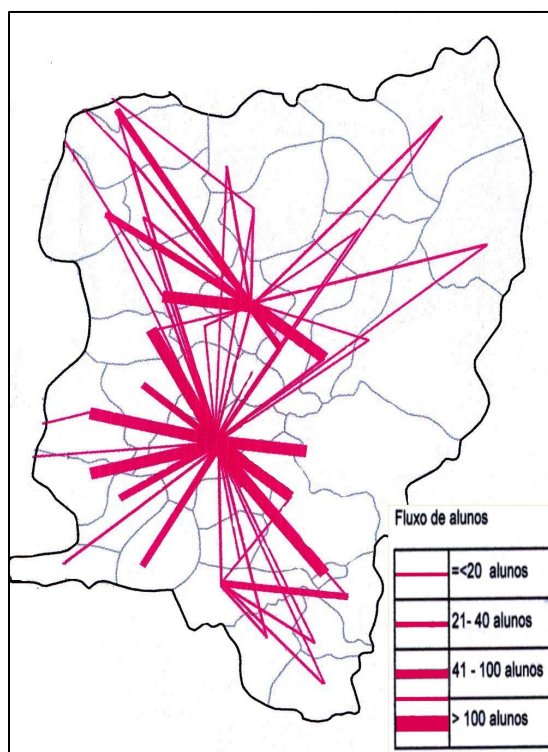 Fluxo de alunos
=<20 alunos
21- 40 alunos
41 - 100 alunos
> 100 alunos